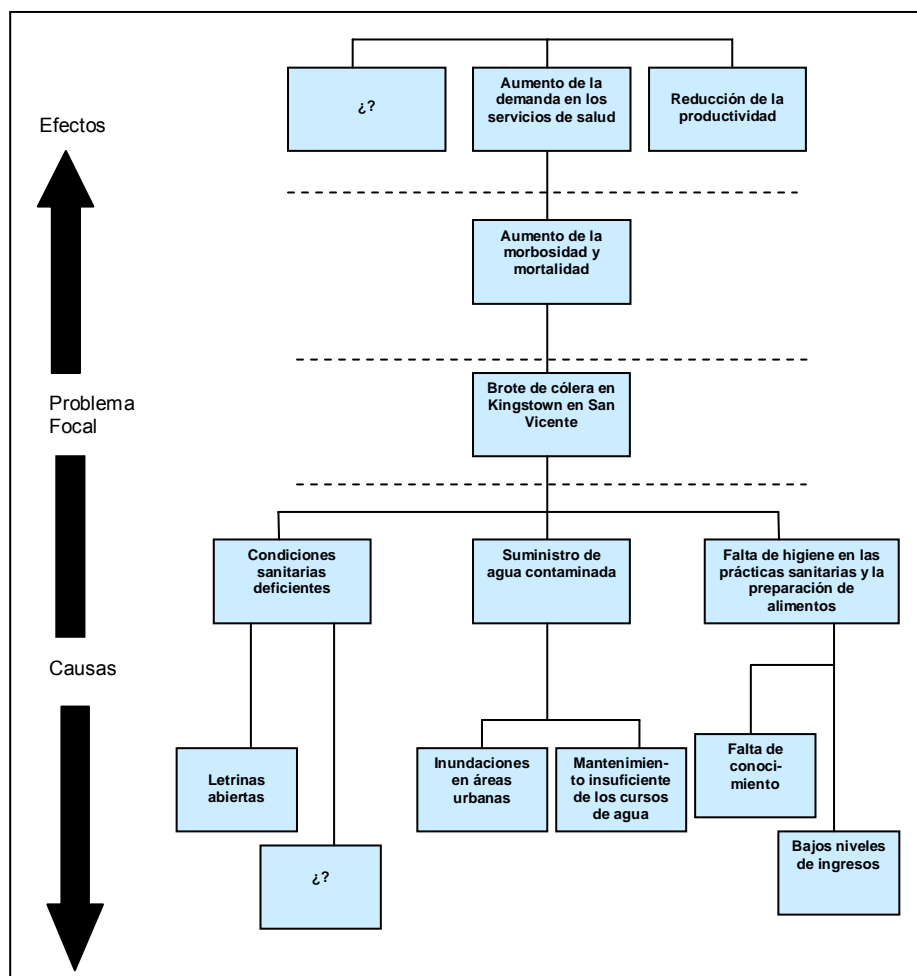 ¿?
Aumento de la
demanda en los
servicios de salud
Reducción de la
productividad
Efectos
Aumento de la
morbosidad y
mortalidad
Problema
Focal
Brote de cólera en
Kingstown en San
Vicente
Condiciones
sanitarias
deficientes
Suministro de
agua contaminada
Falta de higiene en las
prácticas sanitarias y la
preparación de
alimentos
Causas
Letrinas
abiertas
Inundaciones
en áreas
urbanas
Mantenimien-
to insuficiente
de los cursos
de agua
Falta de
conoci-
miento
¿?
Bajos niveles
de ingresos